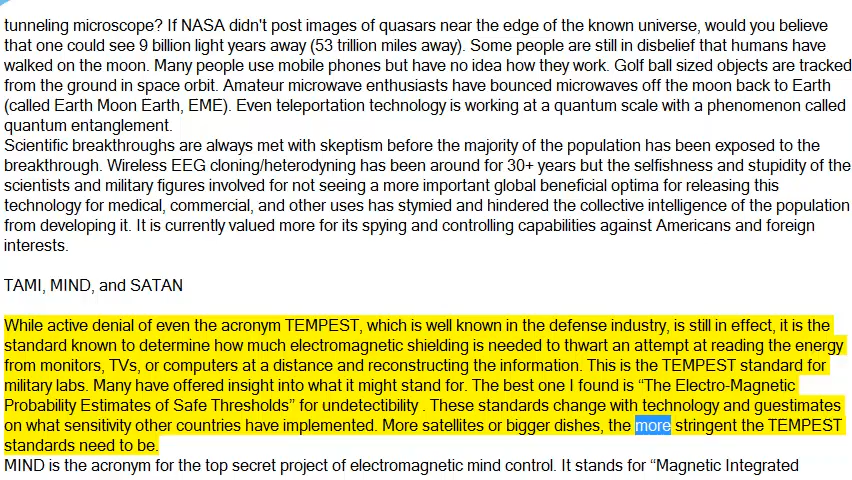 tunneling microscope? If NASA didn't post images of quasars near the edge of the known universe, would you believe
that one could see 9 billion light years away (53 trillion miles away). Some people are still in disbelief that humans have
walked on the moon. Many people use mobile phones but have no idea how they work. Golf ball sized objects are tracked
from the ground in space orbit. Amateur microwave enthusiasts have bounced microwaves off the moon back to Earth
(called Earth Moon Earth, EME). Even teleportation technology is working at a quantum scale with a phenomenon called
quantum entanglement.
Scientific breakthroughs are always met with skeptism before the majority of the population has been exposed to the
breakthrough. Wireless EEG cloning/heterodyning has been around for 30+ years but the selfishness and stupidity of the
scientists and military figures involved for not seeing a more important global beneficial optima for releasing this
technology for medical, commercial, and other uses has stymied and hindered the collective intelligence of the population
from developing it. It is currently valued more for its spying and controlling capabilities against Americans and foreign
interests.
TAMI, MIND, and SATAN
While active denial of even the acronym TEMPEST, which is well known in the defense industry, is still in effect, it is the
standard known to determine how much electromagnetic shielding is needed to thwart an attempt at reading the energy
from monitors, TVs, or computers at a distance and reconstructing the information. This is the TEMPEST standard for
military labs. Many have offered insight into what it might stand for. The best one I found is “The Electro-Magnetic
Probability Estimates of Safe Thresholds” for undetectibility . These standards change with technology and guestimates
on what sensitivity other countries have implemented. More satellites or bigger dishes, the more stringent the TEMPEST
standards need to be.
MIND is the acronym for the top secret project of electromagnetic mind control. It stands for “Magnetic Integrated